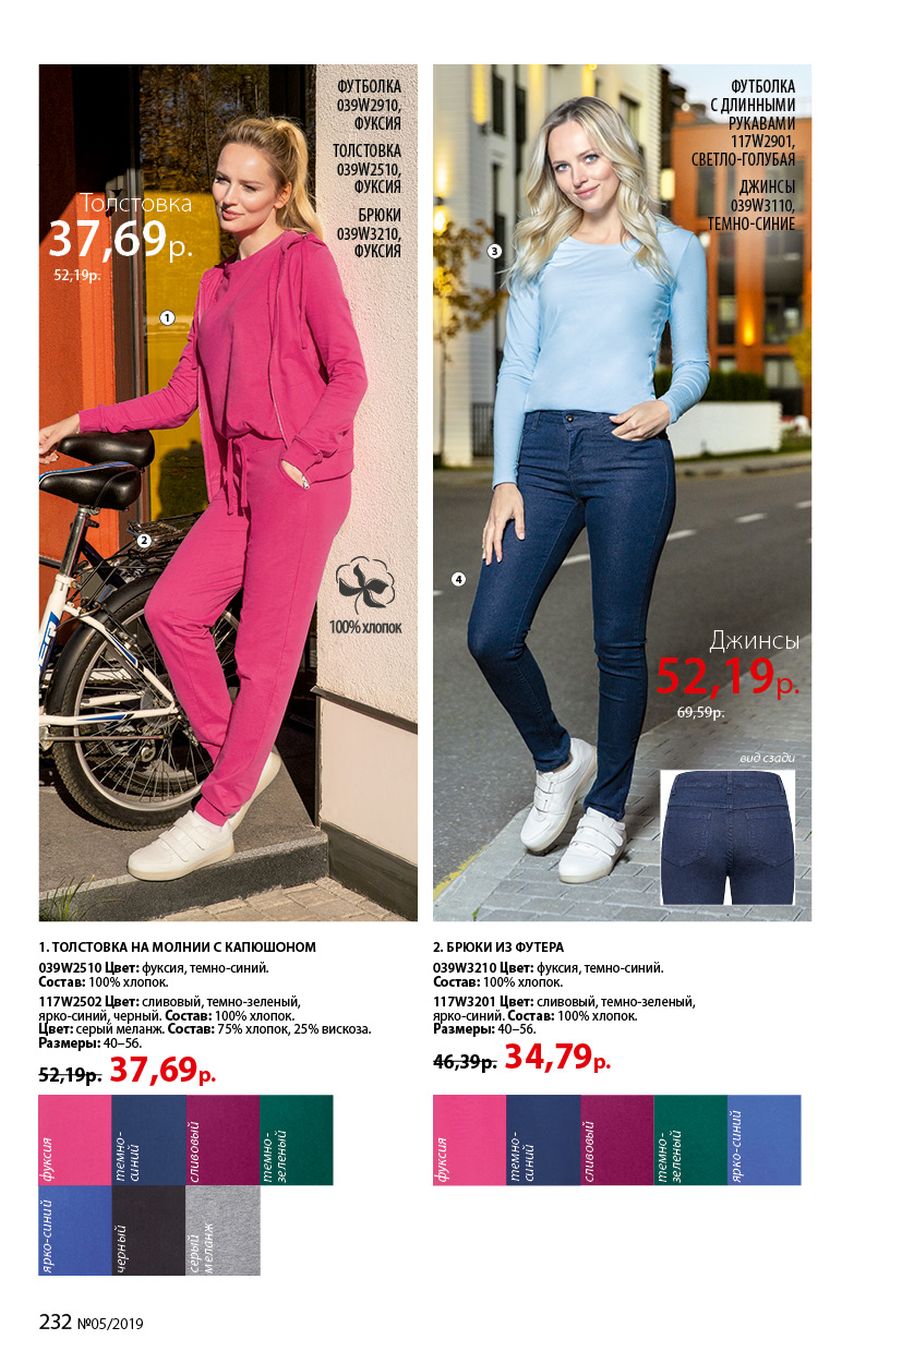 ФУТБОЛКА
039W2910,
ФУКСИЯ
ТОЛСТОВКА
039W2510,
ФУКСИЯ
БРЮКИ
039W3210,
ФУКСИЯ
Толстовка
37,69р.
52,19р.
1
2
100% хлопок
ФУТБОЛКА
С ДЛИННЫМИ
РУКАВАМИ
117W2901,
СВЕТЛО-ГОЛУБАЯ
ДЖИНСЫ
039W3110,
ТЕМНО-СИНИЕ
3
4
Джинсы
52,19р.
69,59р.
вид сзади
1. ТОЛСТОВКА НА МОЛНИИ С КАПЮШОНОМ
039W2510 Цвет: фуксия, темно-синий.
Состав: 100% хлопок.
117W2502 Цвет: сливовый, темно-зеленый,
ярко-синий, черный. Состав: 100% хлопок.
Цвет: серый меланж. Состав: 75% хлопок, 25% вискоза.
Размеры: 40–56.
52,19р. 37,69р.
фуксия
темно-
синий
сливовый
темно-
зеленый
ярко-синий
черный
серый
меланж
2. БРЮКИ ИЗ ФУТЕРА
039W3210 Цвет: фуксия, темно-синий.
Состав: 100% хлопок.
117W3201 Цвет: сливовый, темно-зеленый,
ярко-синий. Состав: 100% хлопок.
Размеры: 40–56.
46,39р. 34,79р.
фуксия
темно-
синий
сливовый
темно-
зеленый
ярко-синий
232 №05/2019